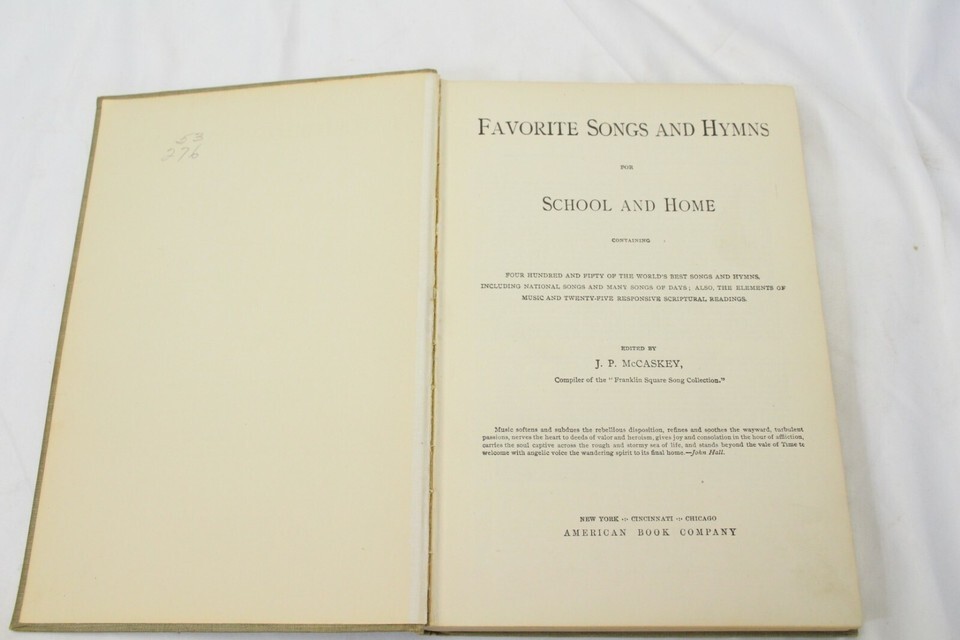 53
276
FAVORITE SONGS AND HYMNS
FOR
SCHOOL AND HOME
CONTAINING
FOUR HUNDRED AND FIFTY OF THE WORLD'S BEST SONGS AND HYMNS,
INCLUDING NATIONAL SONGS AND MANY SONGS OF DAYS; ALSO, THE ELEMENTS OF
MUSIC AND TWENTY-FIVE RESPONSIVE SCRIPTURAL READINGS.
EDITED BY
J. P. McCASKEY,
Compiler of the "Franklin Square Song Collection."
Music softens and subdues the rebellious disposition, refines and soothes the wayward, turbulent
passions, nerves the heart to deeds of valor and heroism, gives joy and consolation in the hour of affliction,
carries the soul captive across the rough and stormy sea of life, and stands beyond the vale of Time to
welcome with angelic voice the wandering spirit to its final home.—John Hall.
NEW YORK ·:· CINCINNATI ·:· CHICAGO
AMERICAN BOOK COMPANY